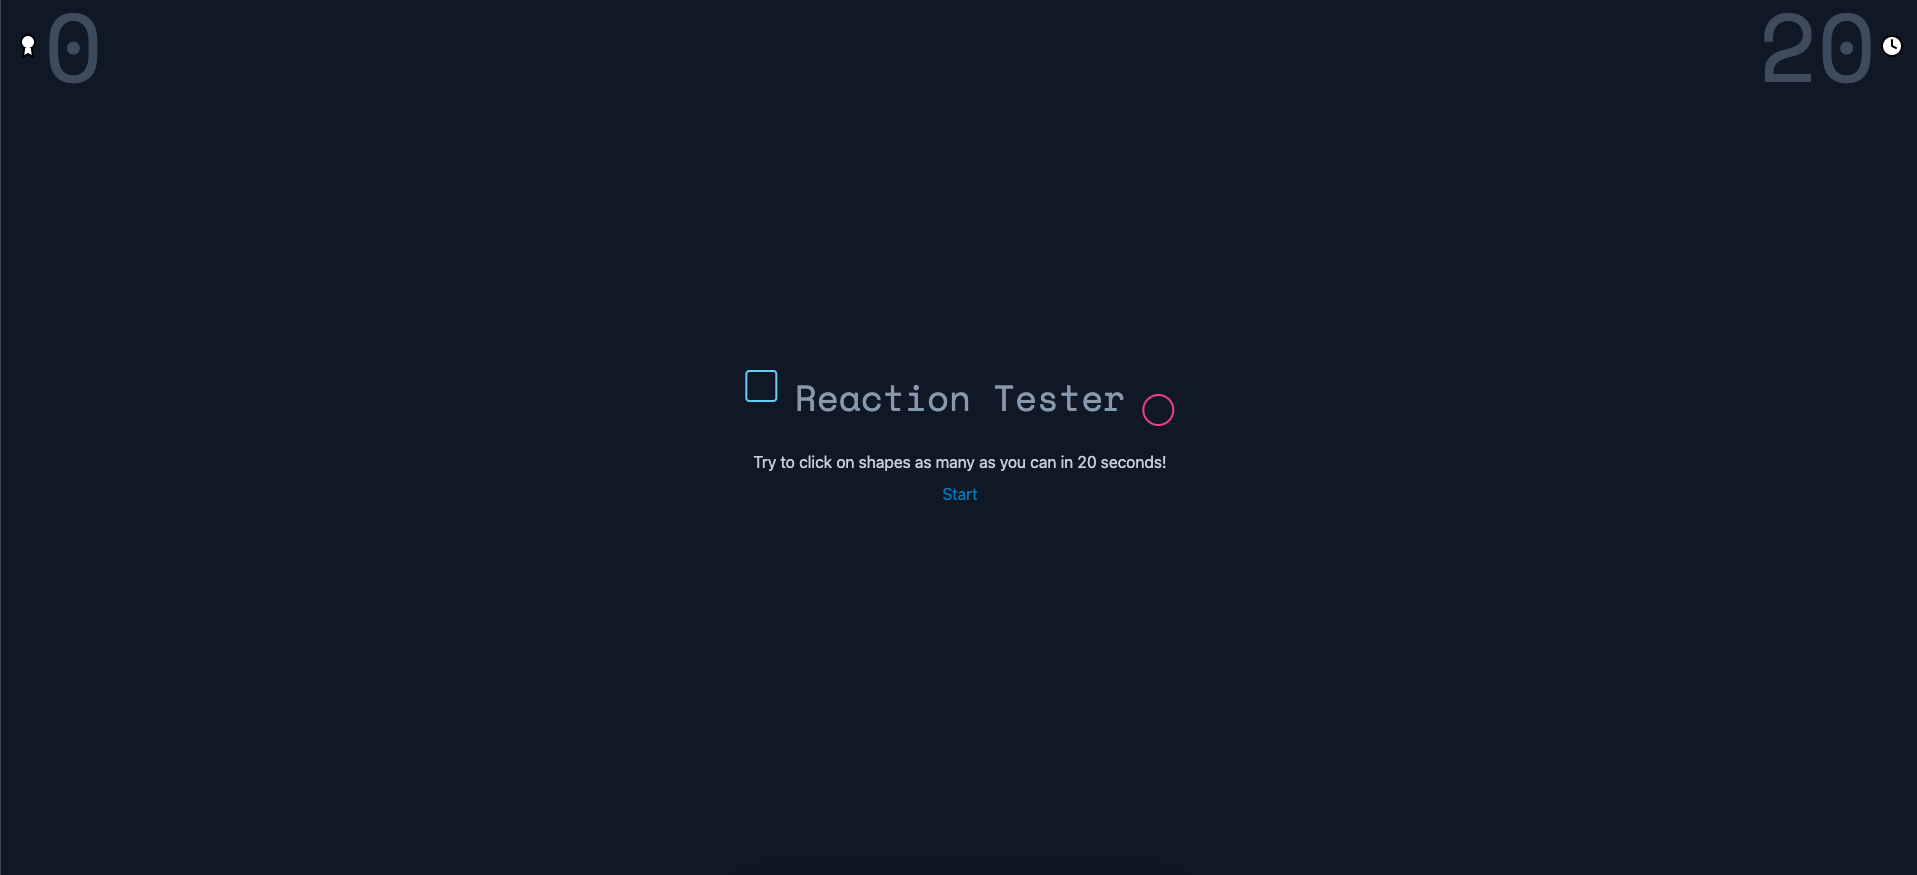 0
20
Reaction Tester
Try to click on shapes as many as you can in 20 seconds!
Start